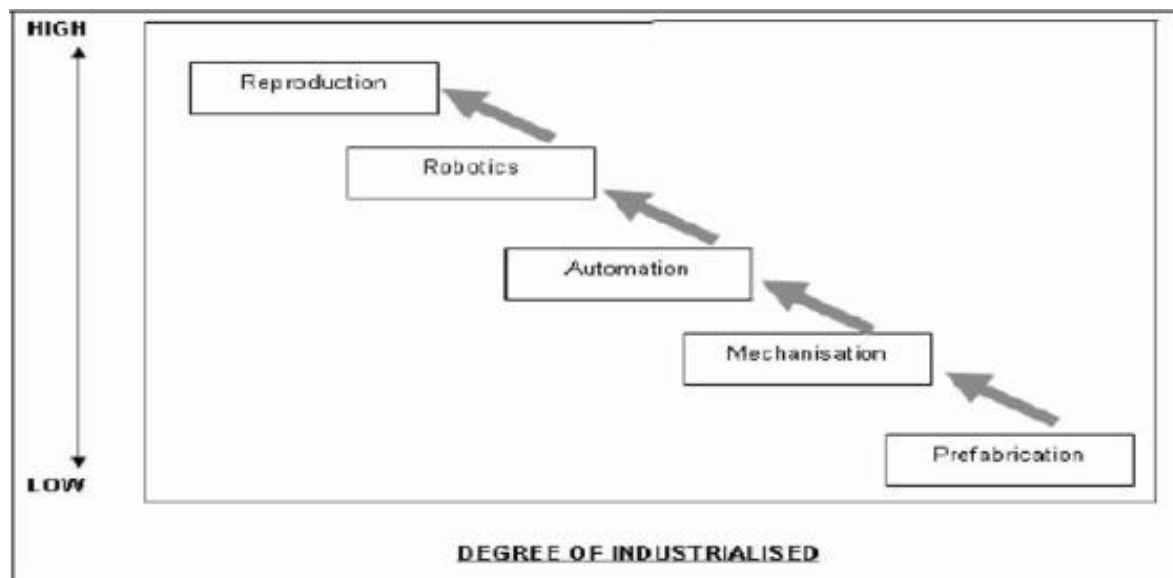 HIGH
Reproduction
Robotics
Automation
Mechanisation
Prefabrication
LOW
DEGREE OF INDUSTRIALISED